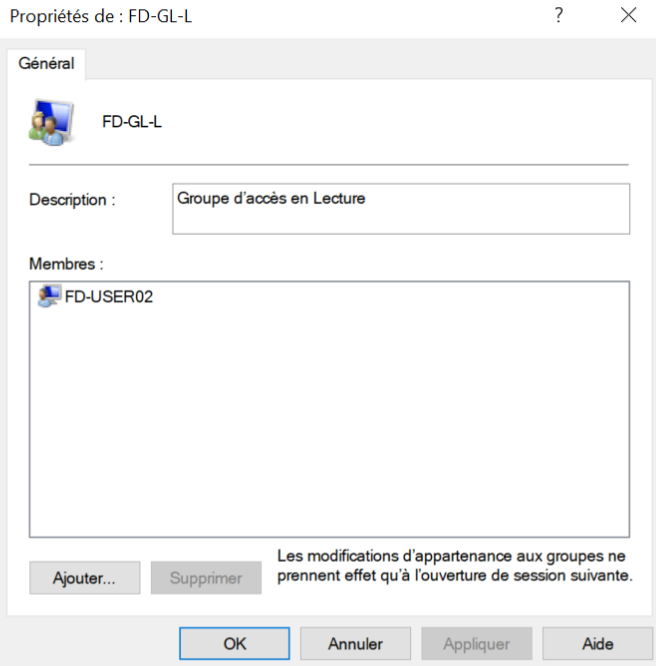 Propriétés de : FD-GL-L
Général
FD-GL-L
Description :
Groupe d'accès en Lecture
Membres :
FD-USER02
Ajouter...
Supprimer
Les modifications d'appartenance aux groupes ne
prennent effet qu'à l'ouverture de session suivante.
OK
Annuler
Appliquer
Aide